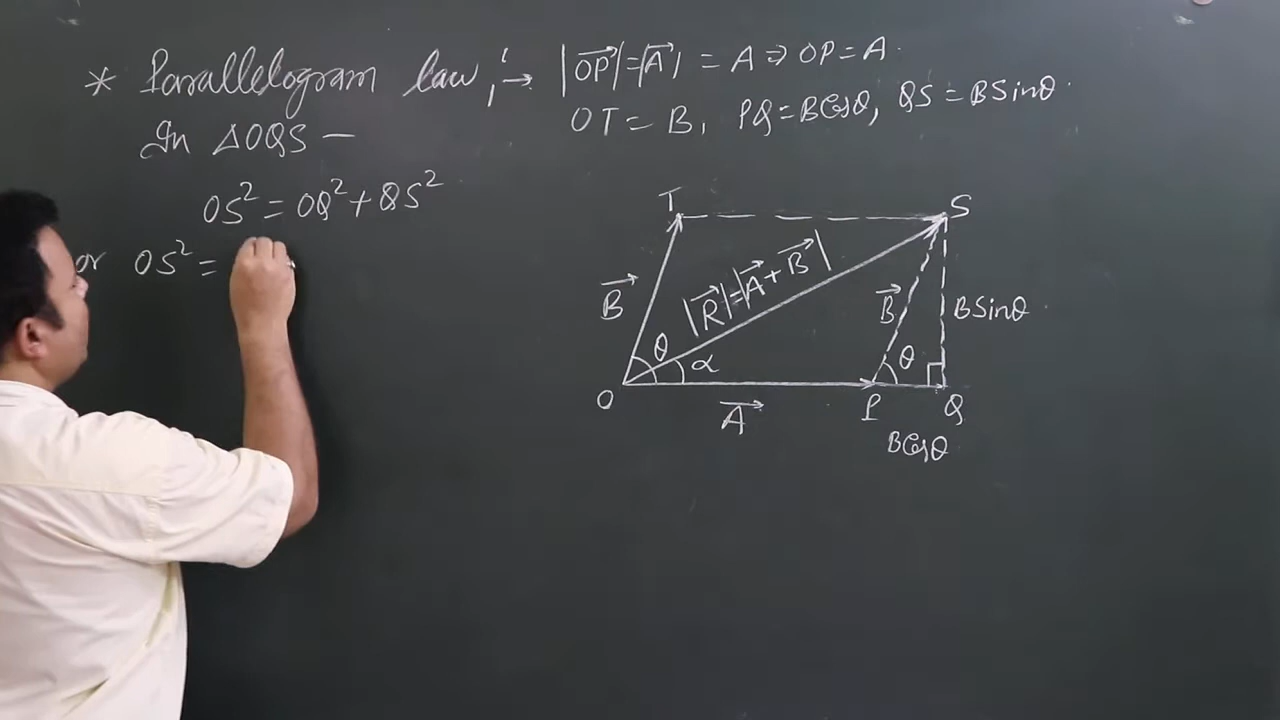 * Parallelogram law,:→ |OP⃗|=|A⃗| = A ⇒ OP = A.
OT = B, PQ = BCosθ, QS = BSinθ.
In ΔOQS —
OS² = OQ² + QS²
or OS² =
T
S
B⃗
|R⃗|=|A⃗+B⃗|
B⃗
BSinθ.
θ
α
θ
O
A⃗
P
Q
BCosθ